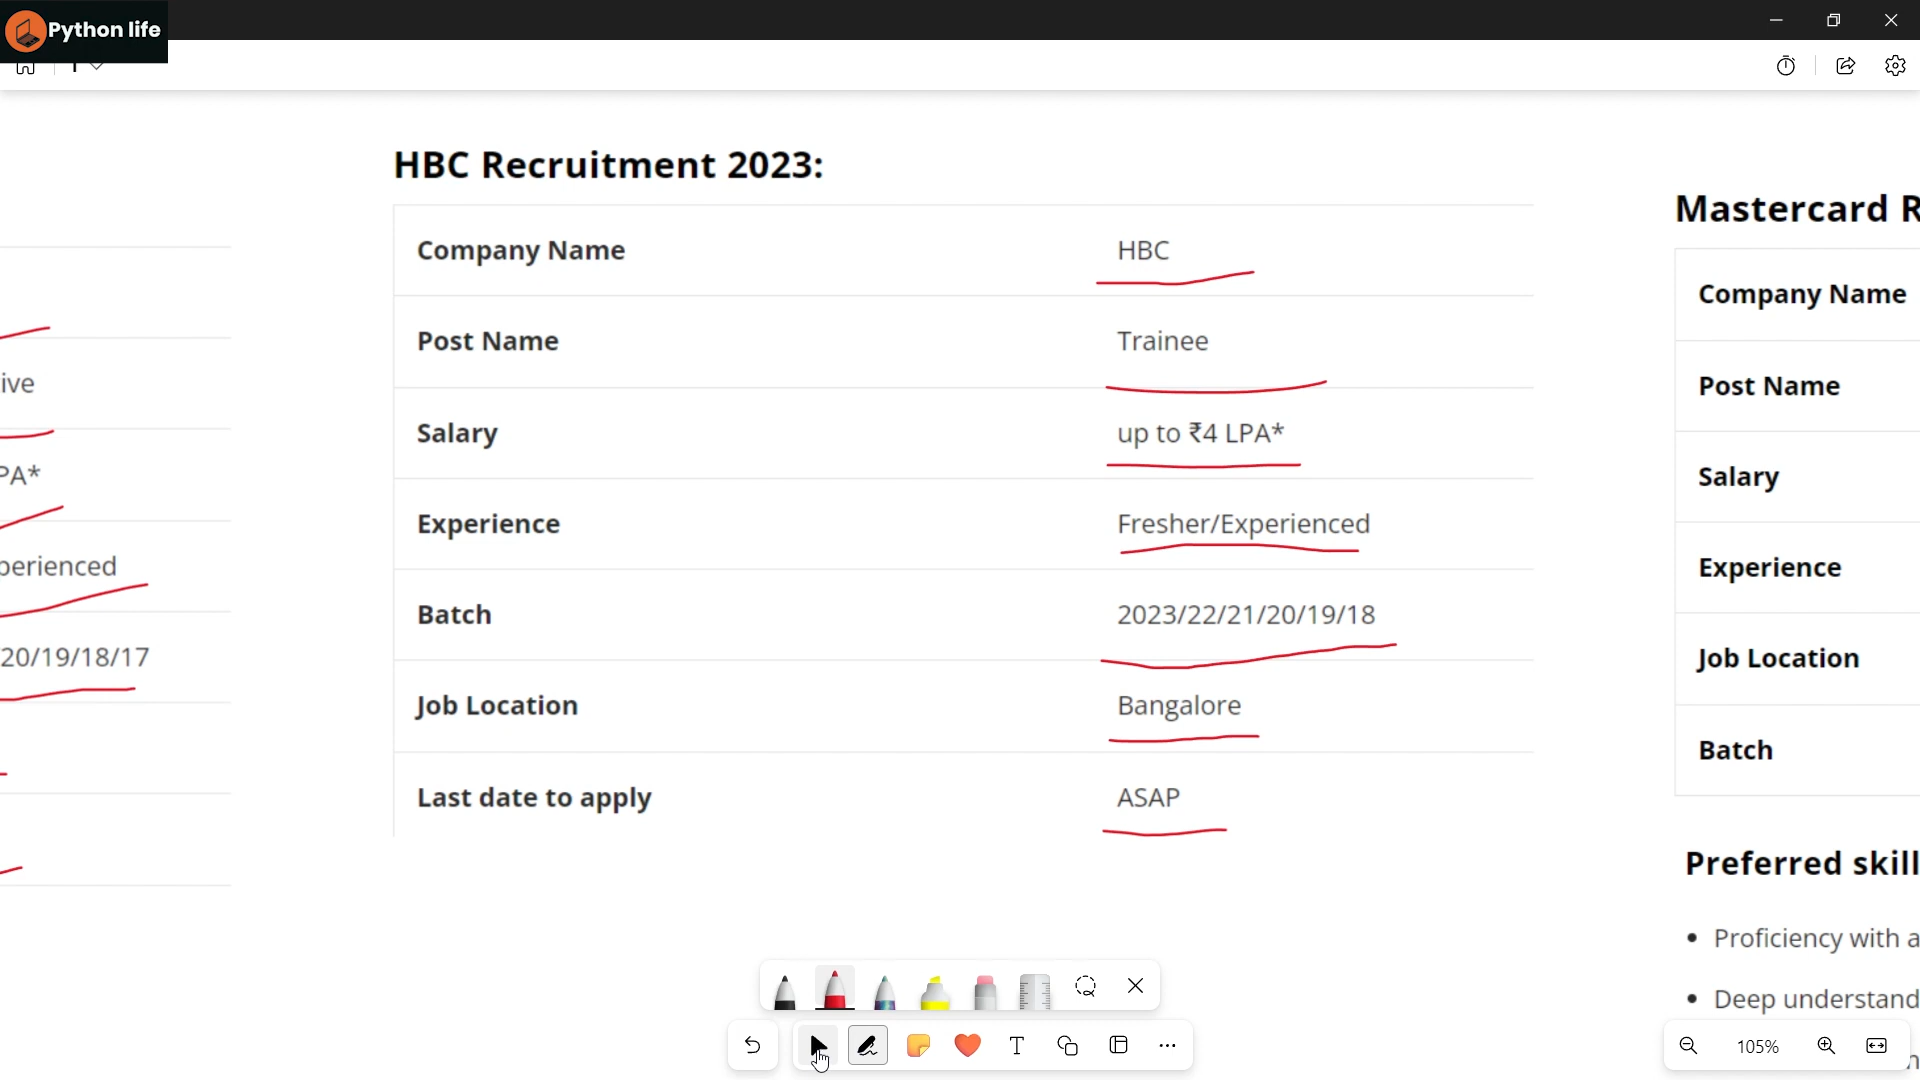 Python life
HBC Recruitment 2023:
Company Name HBC
Post Name Trainee
Salary up to ₹4 LPA*
Experience Fresher/Experienced
Batch 2023/22/21/20/19/18
Job Location Bangalore
Last date to apply ASAP
ive
PA*
perienced
20/19/18/17
Mastercard R
Company Name
Post Name
Salary
Experience
Job Location
Batch
Preferred skill
• Proficiency with a
• Deep understand
105%